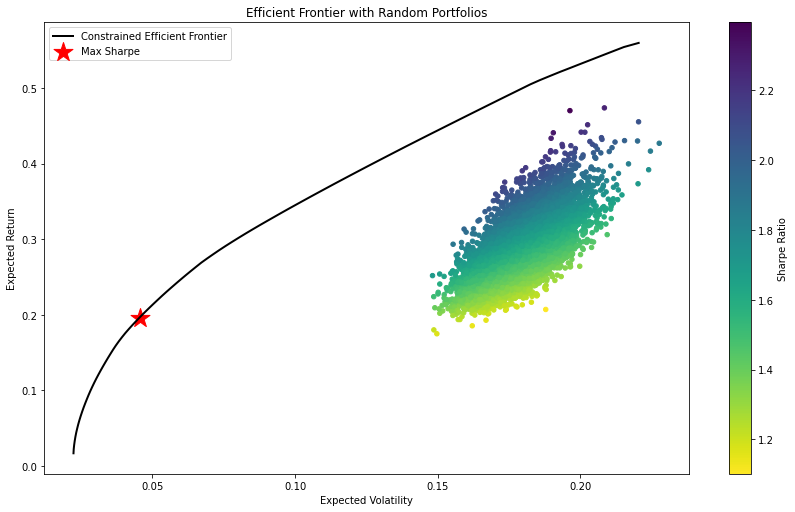 Efficient Frontier with Random Portfolios
Constrained Efficient Frontier
Max Sharpe
Expected Return
0.5
0.4
0.3
0.2
0.1
0.0
0.05
0.10
0.15
0.20
Expected Volatility
2.2
2.0
1.8
1.6
1.4
1.2
Sharpe Ratio